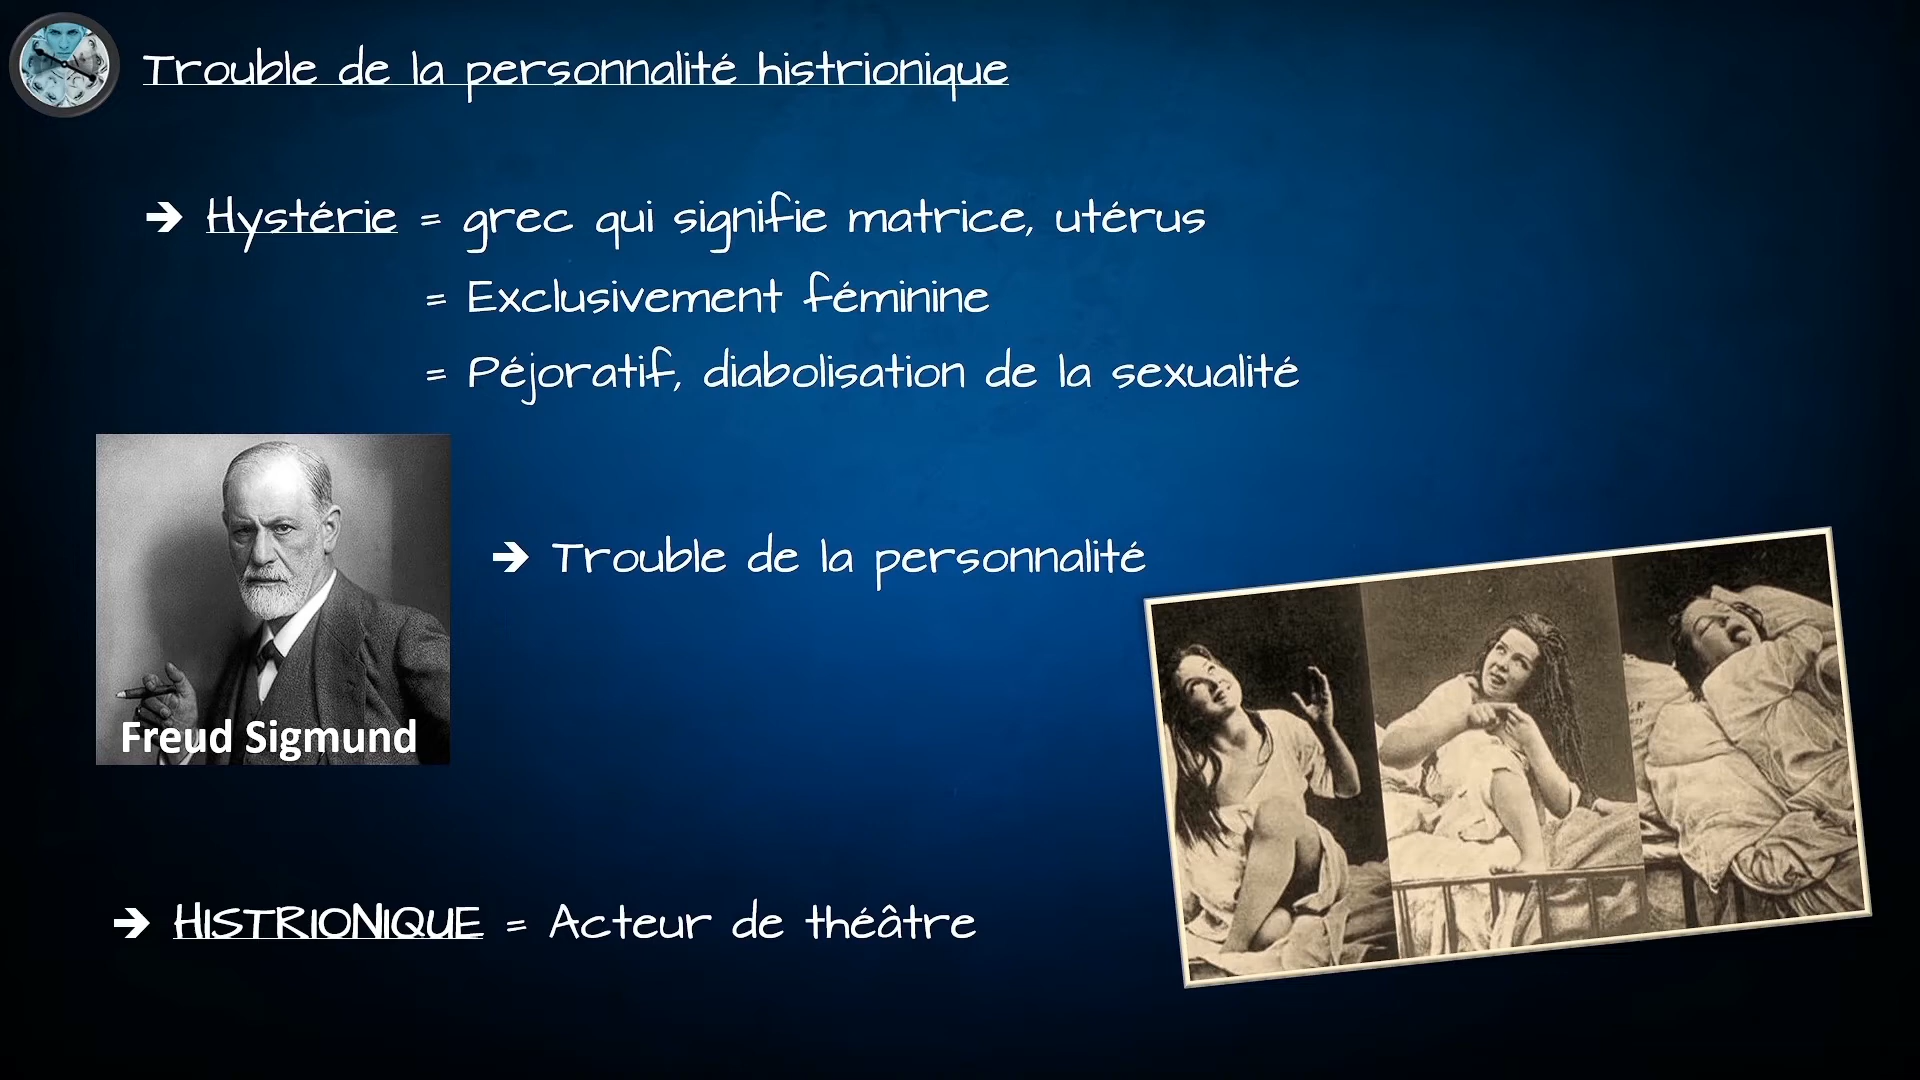 Trouble de la personnalité histrionique
➔ Hystérie = grec qui signifie matrice, utérus
= Exclusivement féminine
= Péjoratif, diabolisation de la sexualité
Freud Sigmund
➔ Trouble de la personnalité
➔ HISTRIONIQUE = Acteur de théâtre